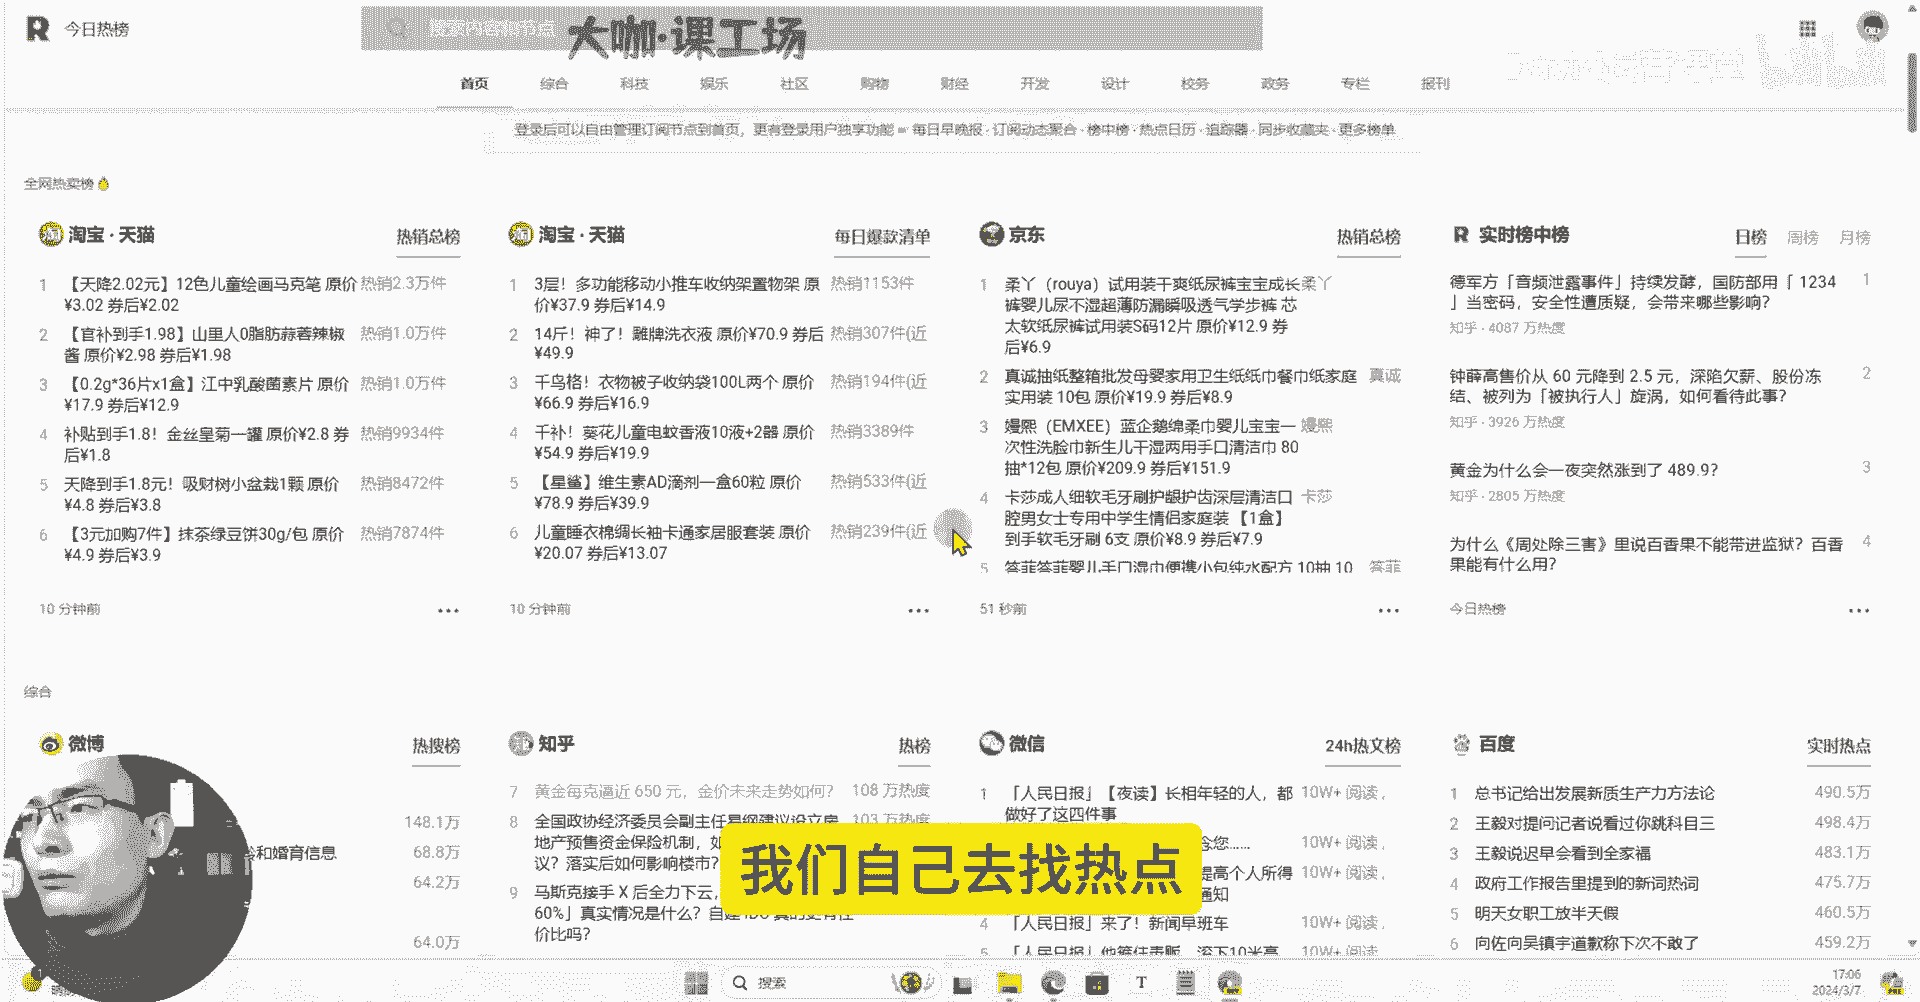 今日热榜
搜索内容和节点
大咖·课工场
首页 综合 科技 娱乐 社区 购物 财经 开发 设计 校务 政务 专栏 报刊
登录后可以自由管理订阅节点到首页，更有登录用户独享功能 = 每日早晚报 · 订阅动态聚合 · 榜中榜 · 热点日历 · 追踪器 · 同步收藏夹 · 更多榜单
全网热卖榜
淘宝 · 天猫 热销总榜
1 【天降2.02元】12色儿童绘画马克笔 原价 热销2.3万件
¥3.02 券后¥2.02
2 【官补到手1.98】山里人0脂肪蒜蓉辣椒 热销1.0万件
酱 原价¥2.98 券后¥1.98
3 【0.2g*36片x1盒】江中乳酸菌素片 原价 热销1.0万件
¥17.9 券后¥12.9
4 补贴到手1.8！金丝皇菊一罐 原价¥2.8 券 热销9934件
后¥1.8
5 天降到手1.8元！吸财树小盆栽1颗 原价 热销8472件
¥4.8 券后¥3.8
6 【3元加购7件】抹茶绿豆饼30g/包 原价 热销7874件
¥4.9 券后¥3.9
10 分钟前
淘宝 · 天猫 每日爆款清单
1 3层！多功能移动小推车收纳架置物架 原 热销1153件
价¥37.9 券后¥14.9
2 14斤！神了！雕牌洗衣液 原价¥70.9 券后 热销307件(近
¥49.9
3 千鸟格！衣物被子收纳袋100L两个 原价 热销194件(近
¥66.9 券后¥16.9
4 千补！葵花儿童电蚊香液10液+2器 原价 热销3389件
¥54.9 券后¥19.9
5 【星鲨】维生素AD滴剂一盒60粒 原价 热销533件(近
¥78.9 券后¥39.9
6 儿童睡衣棉绸长袖卡通家居服套装 原价 热销239件(近
¥20.07 券后¥13.07
10 分钟前
京东 热销总榜
1 柔丫（rouya）试用装干爽纸尿裤宝宝成长 柔丫
裤婴儿尿不湿超薄防漏瞬吸透气学步裤 芯
太软纸尿裤试用装S码12片 原价¥12.9 券
后¥6.9
2 真诚抽纸整箱批发母婴家用卫生纸纸巾餐巾纸家庭 真诚
实用装 10包 原价¥19.9 券后¥8.9
3 嫚熙（EMXEE）蓝企鹅绵柔巾婴儿宝宝一 嫚熙
次性洗脸巾新生儿干湿两用手口清洁巾 80
抽*12包 原价¥209.9 券后¥151.9
4 卡莎成人细软毛牙刷护龈护齿深层清洁口 卡莎
腔男女士专用中学生情侣家庭装 【1盒】
到手软毛牙刷 6支 原价¥8.9 券后¥7.9
5 答菲答菲婴儿手口湿巾便携小包纯水配方 10抽 10 答菲
51 秒前
实时榜中榜 日榜 周榜 月榜
德军方「音频泄露事件」持续发酵，国防部用「 1234 1
」当密码，安全性遭质疑，会带来哪些影响？
知乎 · 4087 万热度
钟薛高售价从 60 元降到 2.5 元，深陷欠薪、股份冻 2
结、被列为「被执行人」旋涡，如何看待此事？
知乎 · 3926 万热度
黄金为什么会一夜突然涨到了 489.9？ 3
知乎 · 2805 万热度
为什么《周处除三害》里说百香果不能带进监狱？百香 4
果能有什么用？
今日热榜
综合
微博 热搜榜
148.1万
和婚育信息 68.8万
64.2万
64.0万
知乎 热榜
7 黄金每克逼近 650 元，金价未来走势如何？ 108 万热度
8 全国政协经济委员会副主任易纲建议设立房 103 万热度
地产预售资金保险机制，如
议？落实后如何影响楼市？
9 马斯克接手 X 后全力下云，
60%」真实情况是什么？自建 IDC 真的更有性
价比吗？
微信 24h热文榜
1 「人民日报」【夜读】长相年轻的人，都 10W+ 阅读 ,
做好了这四件事
念您…… 10W+ 阅读 ,
提高个人所得 10W+ 阅读 ,
通知
4 「人民日报」来了！新闻早班车 10W+ 阅读 ,
5 「人民日报」他紧住毒贩 10W+ 阅读
百度 实时热点
1 总书记给出发展新质生产力方法论 490.5万
2 王毅对提问记者说看过你跳科目三 498.4万
3 王毅说迟早会看到全家福 483.1万
4 政府工作报告里提到的新词热词 475.7万
5 明天女职工放半天假 460.5万
6 向佐向吴镇宇道歉称下次不敢了 459.2万
我们自己去找热点
搜索
17:06
2024/3/7